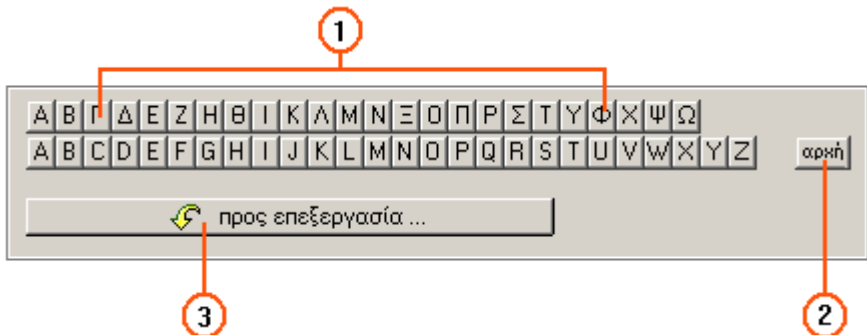 1
Α Β Γ Δ Ε Ζ Η Θ Ι Κ Λ Μ Ν Ξ Ο Π Ρ Σ Τ Υ Φ Χ Ψ Ω
A B C D E F G H I J K L M N O P Q R S T U V W X Y Z αρχή
προς επεξεργασία ...
3 2